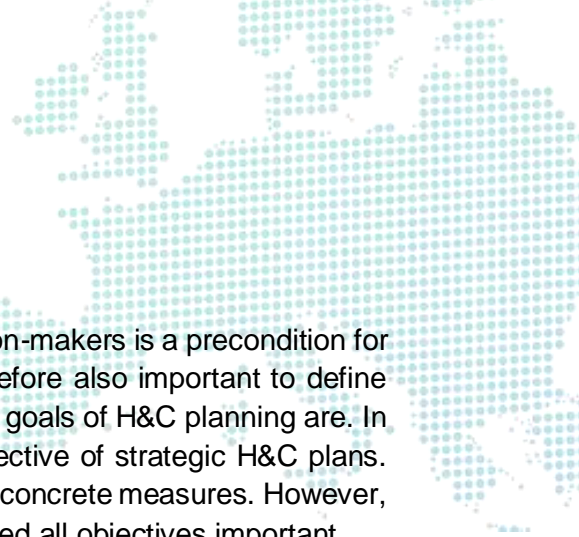 on-makers is a precondition for
efore also important to define
goals of H&C planning are. In
ective of strategic H&C plans.
concrete measures. However,
ed all objectives important